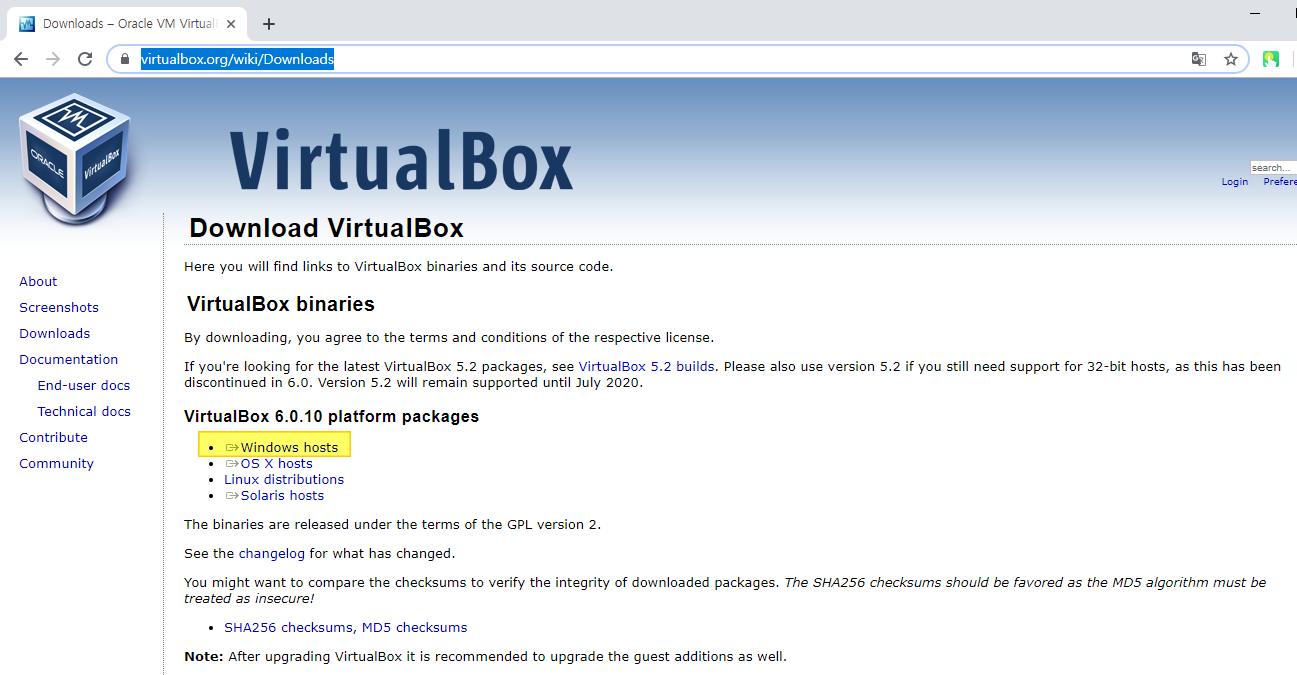 Downloads – Oracle VM Virtual
virtualbox.org/wiki/Downloads
VM
ORACLE
VirtualBox
VirtualBox
search...
Login Prefere
Download VirtualBox
Here you will find links to VirtualBox binaries and its source code.
About
Screenshots
Downloads
Documentation
End-user docs
Technical docs
Contribute
Community
VirtualBox binaries
By downloading, you agree to the terms and conditions of the respective license.
If you're looking for the latest VirtualBox 5.2 packages, see VirtualBox 5.2 builds. Please also use version 5.2 if you still need support for 32-bit hosts, as this has been
discontinued in 6.0. Version 5.2 will remain supported until July 2020.
VirtualBox 6.0.10 platform packages
Windows hosts
OS X hosts
Linux distributions
Solaris hosts
The binaries are released under the terms of the GPL version 2.
See the changelog for what has changed.
You might want to compare the checksums to verify the integrity of downloaded packages. The SHA256 checksums should be favored as the MD5 algorithm must be
treated as insecure!
SHA256 checksums, MD5 checksums
Note: After upgrading VirtualBox it is recommended to upgrade the guest additions as well.